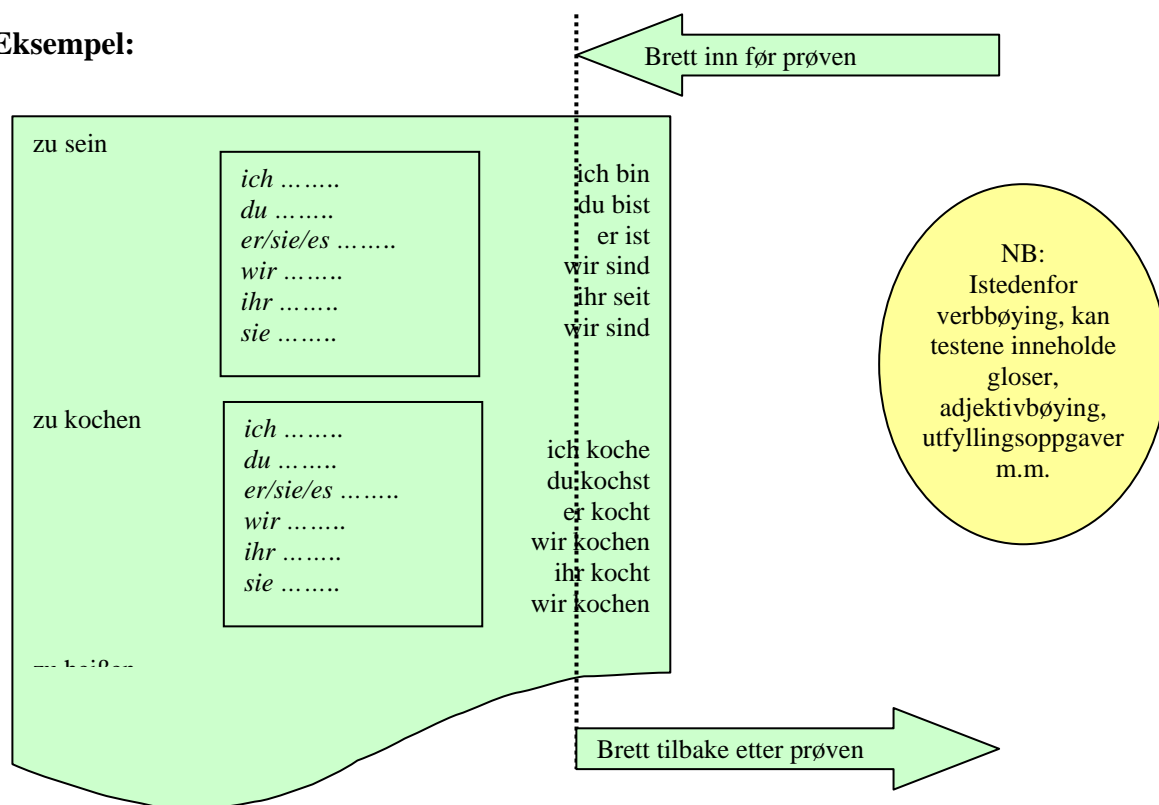 Eksempel:
Brett inn før prøven
zu sein
ich ……..
du ……..
er/sie/es ……..
wir ……..
ihr ……..
sie ……..
ich bin
du bist
er ist
wir sind
ihr seit
wir sind
NB:
Istedenfor
verbbøying, kan
testene inneholde
gloser,
adjektivbøying,
utfyllingsoppgaver
m.m.
zu kochen
ich ……..
du ……..
er/sie/es ……..
wir ……..
ihr ……..
sie ……..
ich koche
du kochst
er kocht
wir kochen
ihr kocht
wir kochen
Brett tilbake etter prøven